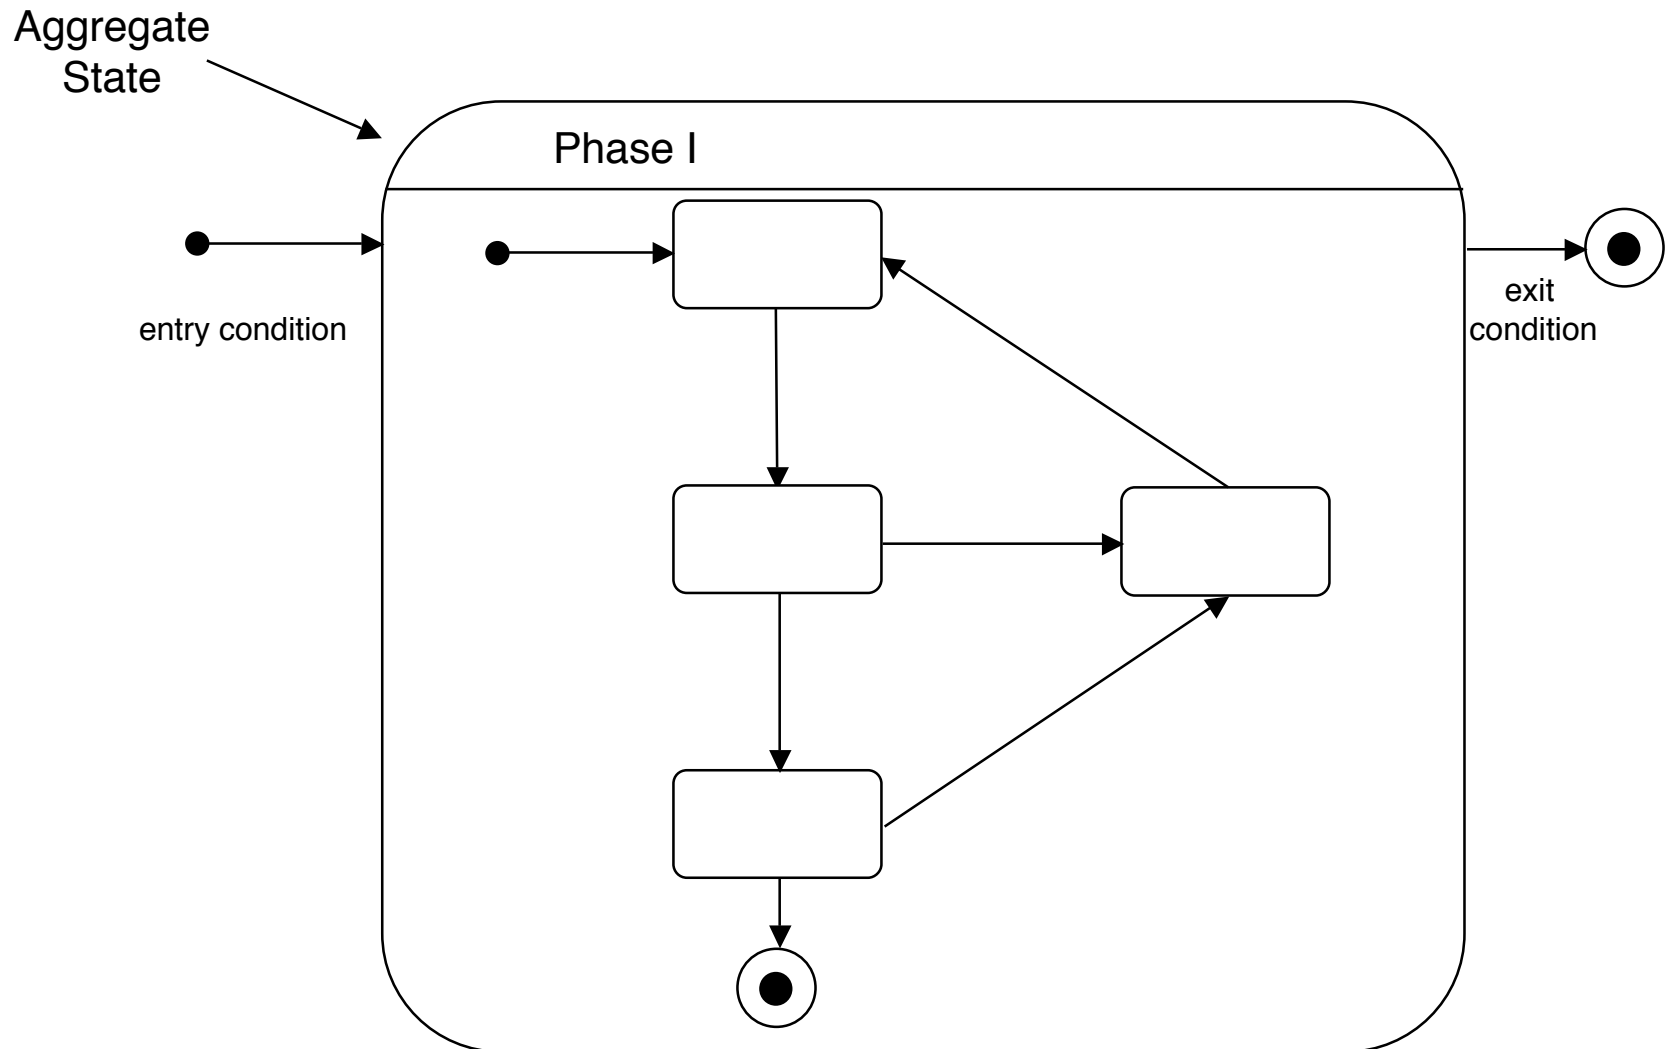 Aggregate
State
Phase I
entry condition
exit
condition